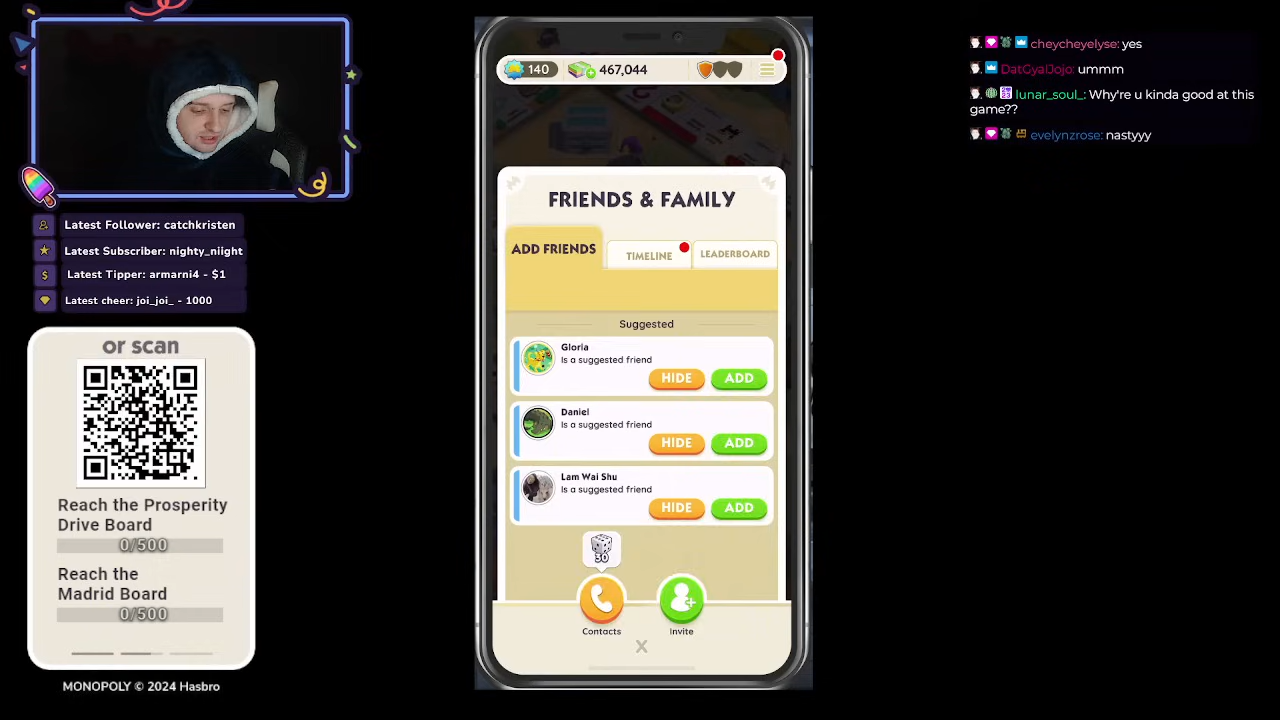 140
467,044
FRIENDS & FAMILY
ADD FRIENDS
TIMELINE
LEADERBOARD
Suggested
Gloria
Is a suggested friend
HIDE
ADD
Daniel
Is a suggested friend
HIDE
ADD
Lam Wai Shu
Is a suggested friend
HIDE
ADD
50
Contacts
Invite
X
Latest Follower: catchkristen
Latest Subscriber: nighty_niight
Latest Tipper: armarni4 - $1
Latest cheer: joi_joi_ - 1000
or scan
Reach the Prosperity
Drive Board
0/500
Reach the
Madrid Board
0/500
MONOPOLY © 2024 Hasbro
cheycheyelyse: yes
DatGyalJojo: ummm
lunar_soul_: Why're u kinda good at this
game??
evelynzrose: nastyyy